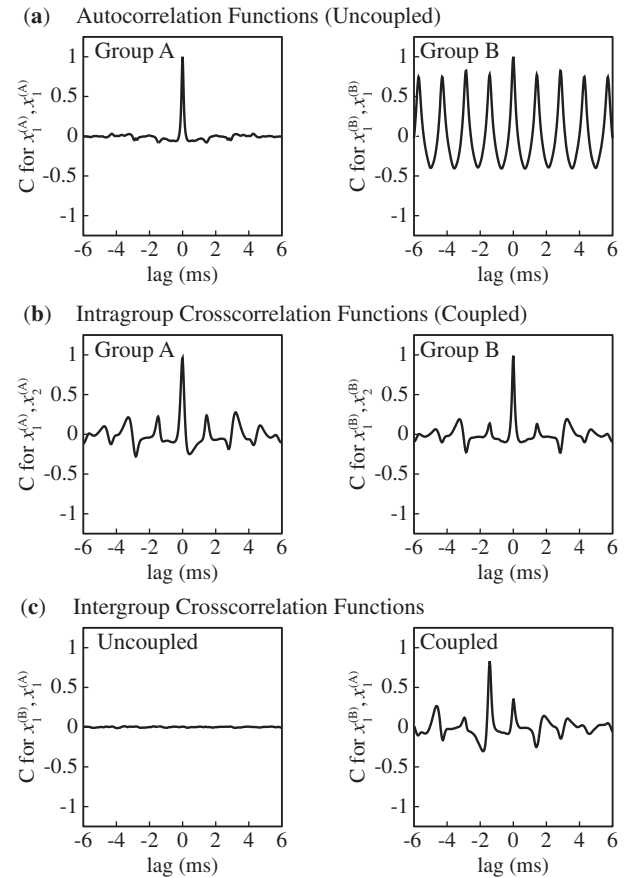 (a) Autocorrelation Functions (Uncoupled)
Group A
C for x₁⁽ᴬ⁾, x₁⁽ᴬ⁾
1
0.5
0
-0.5
-1
-6 -4 -2 0 2 4 6
lag (ms)
Group B
C for x₁⁽ᴮ⁾, x₁⁽ᴮ⁾
1
0.5
0
-0.5
-1
-6 -4 -2 0 2 4 6
lag (ms)
(b) Intragroup Crosscorrelation Functions (Coupled)
Group A
C for x₁⁽ᴬ⁾, x₂⁽ᴬ⁾
1
0.5
0
-0.5
-1
-6 -4 -2 0 2 4 6
lag (ms)
Group B
C for x₁⁽ᴮ⁾, x₂⁽ᴮ⁾
1
0.5
0
-0.5
-1
-6 -4 -2 0 2 4 6
lag (ms)
(c) Intergroup Crosscorrelation Functions
Uncoupled
C for x₁⁽ᴮ⁾, x₁⁽ᴬ⁾
1
0.5
0
-0.5
-1
-6 -4 -2 0 2 4 6
lag (ms)
Coupled
C for x₁⁽ᴮ⁾, x₁⁽ᴬ⁾
1
0.5
0
-0.5
-1
-6 -4 -2 0 2 4 6
lag (ms)